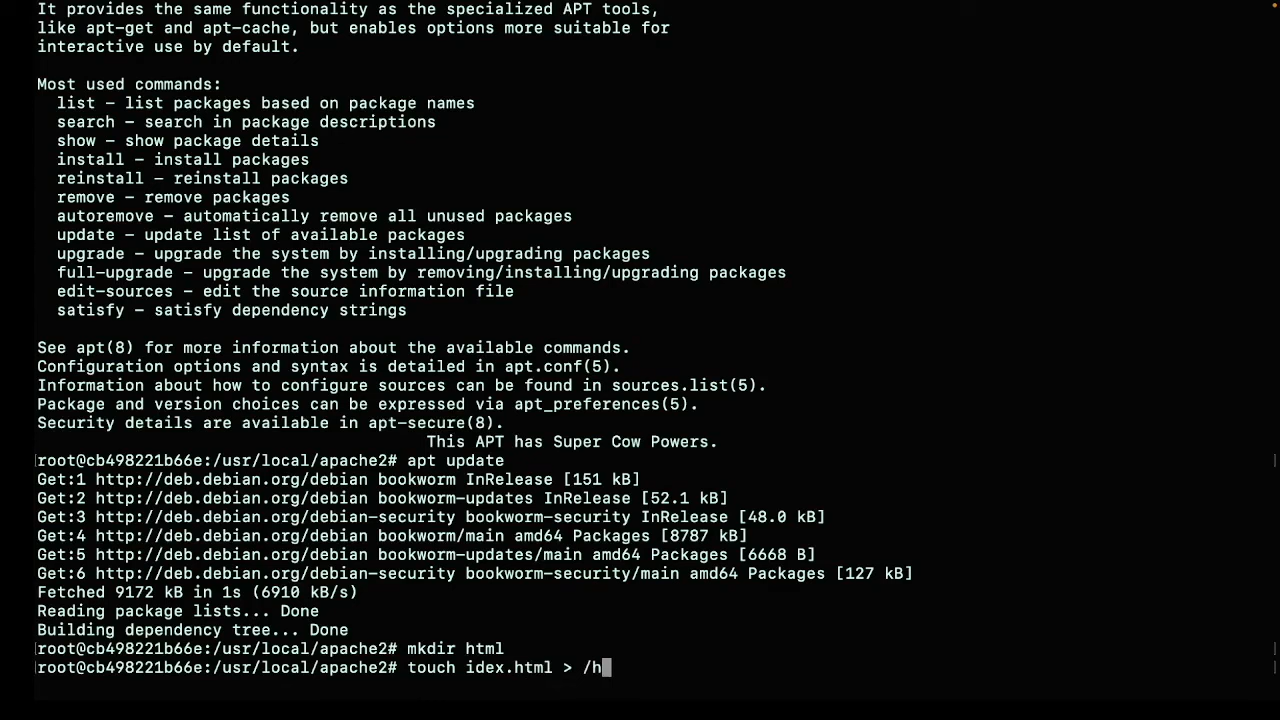 It provides the same functionality as the specialized APT tools,
like apt-get and apt-cache, but enables options more suitable for
interactive use by default.
Most used commands:
list - list packages based on package names
search - search in package descriptions
show - show package details
install - install packages
reinstall - reinstall packages
remove - remove packages
autoremove - automatically remove all unused packages
update - update list of available packages
upgrade - upgrade the system by installing/upgrading packages
full-upgrade - upgrade the system by removing/installing/upgrading packages
edit-sources - edit the source information file
satisfy - satisfy dependency strings
See apt(8) for more information about the available commands.
Configuration options and syntax is detailed in apt.conf(5).
Information about how to configure sources can be found in sources.list(5).
Package and version choices can be expressed via apt_preferences(5).
Security details are available in apt-secure(8).
This APT has Super Cow Powers.
root@cb498221b66e:/usr/local/apache2# apt update
Get:1 http://deb.debian.org/debian bookworm InRelease [151 kB]
Get:2 http://deb.debian.org/debian bookworm-updates InRelease [52.1 kB]
Get:3 http://deb.debian.org/debian-security bookworm-security InRelease [48.0 kB]
Get:4 http://deb.debian.org/debian bookworm/main amd64 Packages [8787 kB]
Get:5 http://deb.debian.org/debian bookworm-updates/main amd64 Packages [6668 B]
Get:6 http://deb.debian.org/debian-security bookworm-security/main amd64 Packages [127 kB]
Fetched 9172 kB in 1s (6910 kB/s)
Reading package lists... Done
Building dependency tree... Done
root@cb498221b66e:/usr/local/apache2# mkdir html
root@cb498221b66e:/usr/local/apache2# touch idex.html > /h